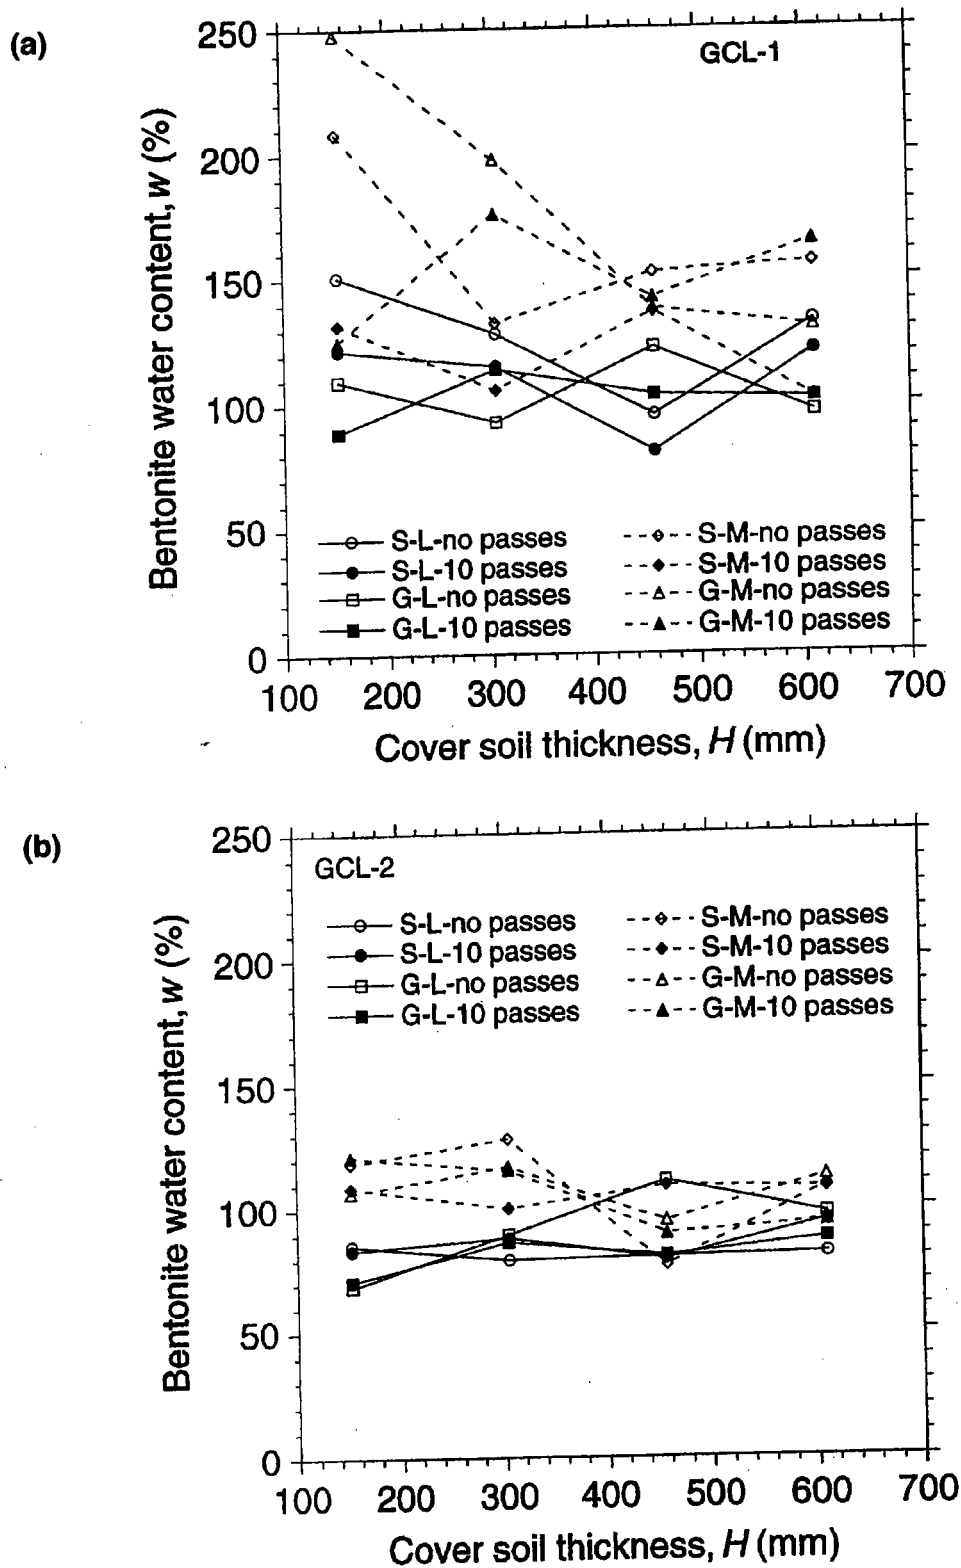 (a)
GCL-1
250
200
150
100
50
0
Bentonite water content, w (%)
S-L-no passes
S-L-10 passes
G-L-no passes
G-L-10 passes
S-M-no passes
S-M-10 passes
G-M-no passes
G-M-10 passes
100 200 300 400 500 600 700
Cover soil thickness, H (mm)
(b)
GCL-2
250
200
150
100
50
0
Bentonite water content, w (%)
S-L-no passes
S-L-10 passes
G-L-no passes
G-L-10 passes
S-M-no passes
S-M-10 passes
G-M-no passes
G-M-10 passes
100 200 300 400 500 600 700
Cover soil thickness, H (mm)